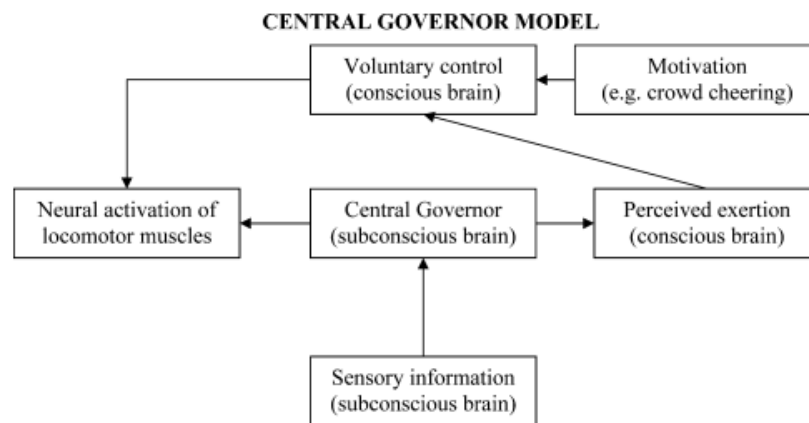 CENTRAL GOVERNOR MODEL
Voluntary control
(conscious brain)
Motivation
(e.g. crowd cheering)
Neural activation of
locomotor muscles
Central Governor
(subconscious brain)
Perceived exertion
(conscious brain)
Sensory information
(subconscious brain)